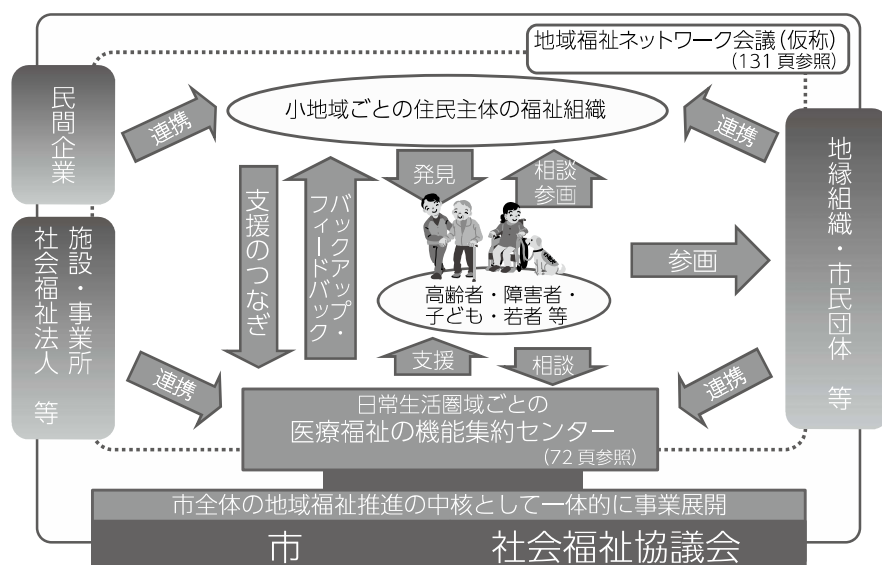 地域福祉ネットワーク会議（仮称）
（131頁参照）
民間企業
連携
小地域ごとの住民主体の福祉組織
連携
地縁組織・市民団体 等
施設・事業所
社会福祉法人 等
支援のつなぎ
バックアップ・
フィードバック
発見
相談
参画
高齢者・障害者・
子ども・若者 等
参画
支援
相談
連携
連携
日常生活圏域ごとの
医療福祉の機能集約センター
（72頁参照）
市全体の地域福祉推進の中核として一体的に事業展開
市 社会福祉協議会